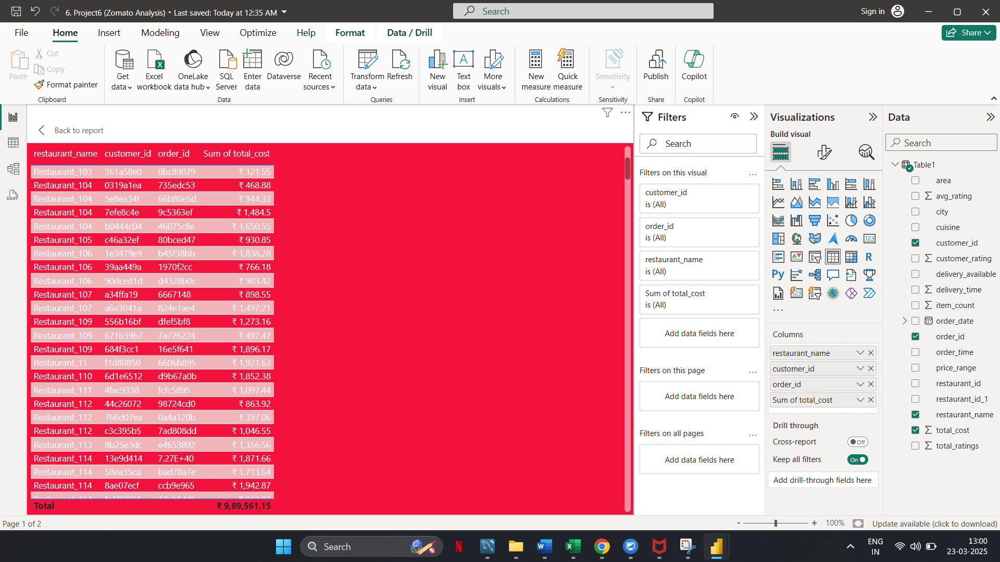 6. Project6 (Zomato Analysis) • Last saved: Today at 12:35 AM
Search
Sign in
File Home Insert Modeling View Optimize Help Format Data / Drill
Share
Paste
Cut
Copy
Format painter
Clipboard
Get data
Excel workbook
OneLake data hub
SQL Server
Enter data
Dataverse
Recent sources
Data
Transform data
Refresh
Queries
New visual
Text box
More visuals
Insert
New measure
Quick measure
Calculations
Sensitivity
Sensitivity
Publish
Share
Copilot
Copilot
Back to report
restaurant_name customer_id order_id Sum of total_cost
Restaurant_103 361a58e0 0bc89079 ₹ 121.55
Restaurant_104 0319a1ea 735edc53 ₹ 468.88
Restaurant_104 5e8ea34f 66b80e5d ₹ 944.33
Restaurant_104 7efe8c4e 9c5363ef ₹ 1,484.5
Restaurant_104 b0444c04 46075c8e ₹ 1,650.55
Restaurant_105 c46a32ef 80bced47 ₹ 930.85
Restaurant_106 1e3479e9 b45f38bb ₹ 1,838.28
Restaurant_106 39aa449a 1970f2cc ₹ 766.18
Restaurant_106 90dced1d d4328b0c ₹ 983.42
Restaurant_107 a34ffa19 6667148 ₹ 898.55
Restaurant_107 a6a3041a 824e1ae4 ₹ 1,497.21
Restaurant_109 556b16bf dfef5bf8 ₹ 1,273.16
Restaurant_109 671b39b7 7a726224 ₹ 497.47
Restaurant_109 684f3cc1 16e5f641 ₹ 1,896.17
Restaurant_11 f1d80850 6606b895 ₹ 1,921.63
Restaurant_110 6d1e6512 d9b67a0b ₹ 1,852.38
Restaurant_111 4fac9338 fcfc5895 ₹ 1,097.44
Restaurant_112 44c26072 98724cd0 ₹ 863.92
Restaurant_112 766d07ea 0a4a120b ₹ 397.06
Restaurant_112 c3c395b5 7ad808dd ₹ 1,046.55
Restaurant_113 8b25e3dc e4653892 ₹ 1,356.56
Restaurant_114 13e9d414 7.27E+40 ₹ 1,871.66
Restaurant_114 58ea35ca bad78a7e ₹ 1,713.64
Restaurant_114 8ae07ecf ccb9e965 ₹ 1,942.87
Total ₹ 9,89,561.15
Filters
Search
Filters on this visual ...
customer_id
is (All)
order_id
is (All)
restaurant_name
is (All)
Sum of total_cost
is (All)
Add data fields here
Filters on this page ...
Add data fields here
Filters on all pages ...
Add data fields here
Visualizations
Build visual
123
R
Py
123
...
Columns
restaurant_name
customer_id
order_id
Sum of total_cost
Drill through
Cross-report Off
Keep all filters On
Add drill-through fields here
Data
Search
Table1
area
∑ avg_rating
city
cuisine
customer_id
∑ customer_rating
delivery_available
∑ delivery_time
∑ item_count
order_date
order_id
order_time
price_range
restaurant_id
restaurant_id_1
restaurant_name
∑ total_cost
∑ total_ratings
DAX
Page 1 of 2
- + 100%
Update available (click to download)
Search
N
ENG
IN
13:00
23-03-2025